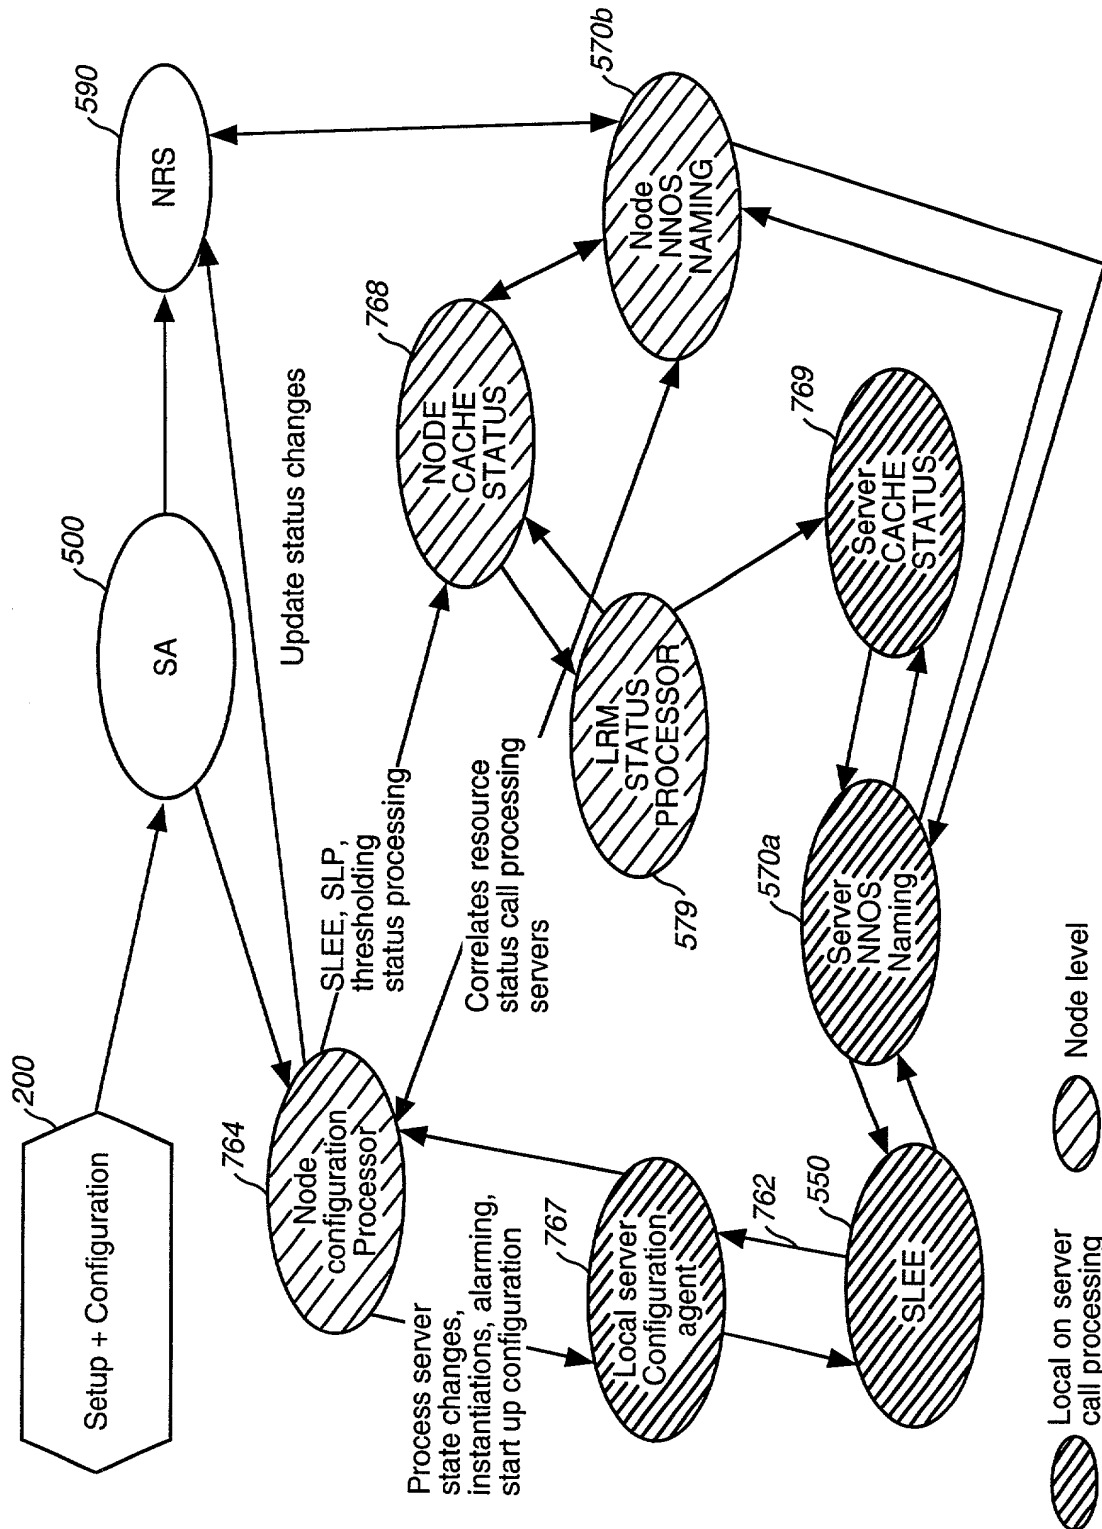 200
Setup + Configuration
500
SA
590
NRS
Update status changes
764
Node
configuration
Processor
SLEE, SLP,
thresholding
status processing
768
NODE
CACHE
STATUS
570b
Node
NNOS
NAMING
Correlates resource
status call processing
servers
Process server
state changes,
instantiations, alarming,
start up configuration
767
Local server
Configuration
agent
LRM
STATUS
PROCESSOR
579
769
Server
CACHE
STATUS
762
550
SLEE
570a
Server
NNOS
Naming
Local on server
call processing
Node level